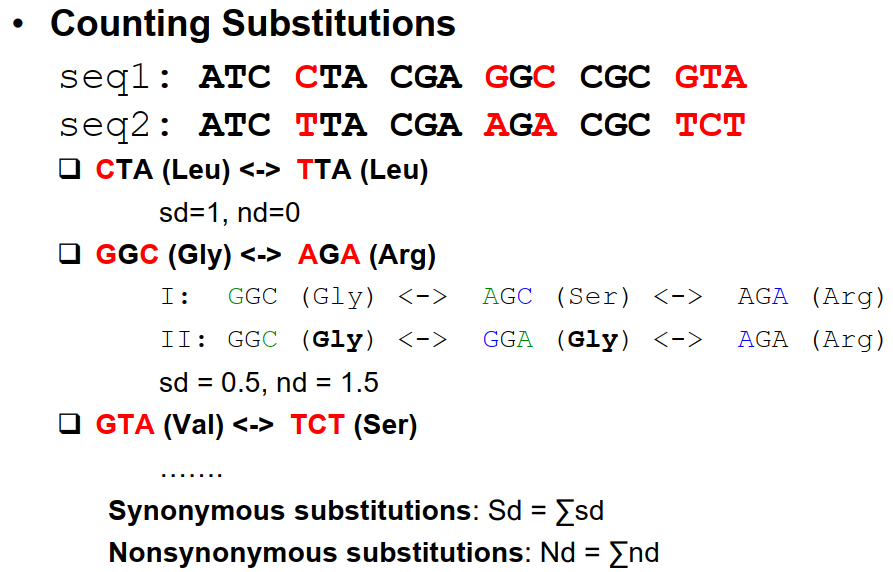 • Counting Substitutions
seq1: ATC CTA CGA GGC CGC GTA
seq2: ATC TTA CGA AGA CGC TCT
❑ CTA (Leu) <-> TTA (Leu)
sd=1, nd=0
❑ GGC (Gly) <-> AGA (Arg)
I: GGC (Gly) <-> AGC (Ser) <-> AGA (Arg)
II: GGC (Gly) <-> GGA (Gly) <-> AGA (Arg)
sd = 0.5, nd = 1.5
❑ GTA (Val) <-> TCT (Ser)
.......
Synonymous substitutions: Sd = ∑sd
Nonsynonymous substitutions: Nd = ∑nd